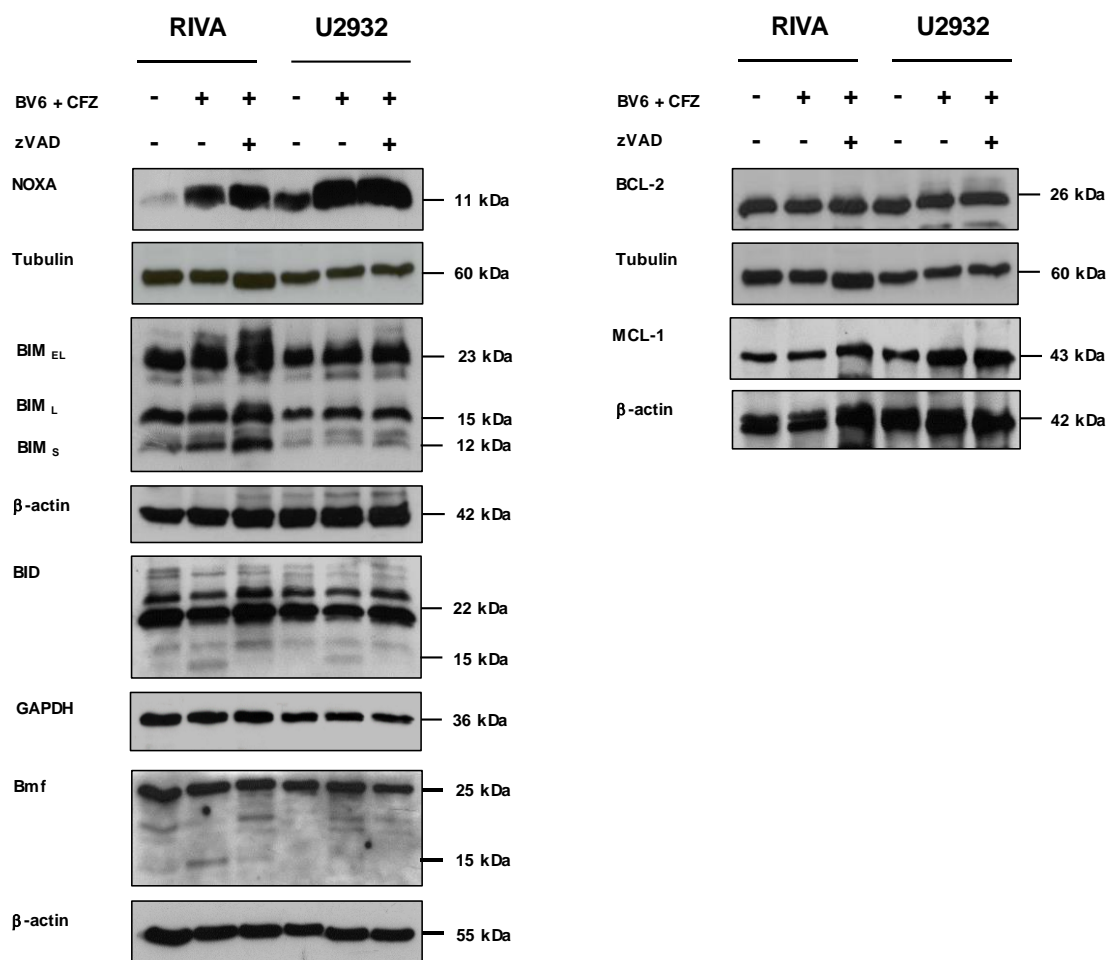 RIVA U2932
BV6 + CFZ - + + - + +
zVAD - - + - - +
NOXA 11 kDa
Tubulin 60 kDa
BIM EL 23 kDa
BIM L 15 kDa
BIM S 12 kDa
β-actin 42 kDa
BID
22 kDa
15 kDa
GAPDH 36 kDa
Bmf 25 kDa
15 kDa
β-actin 55 kDa
RIVA U2932
BV6 + CFZ - + + - + +
zVAD - - + - - +
BCL-2 26 kDa
Tubulin 60 kDa
MCL-1
43 kDa
β-actin 42 kDa